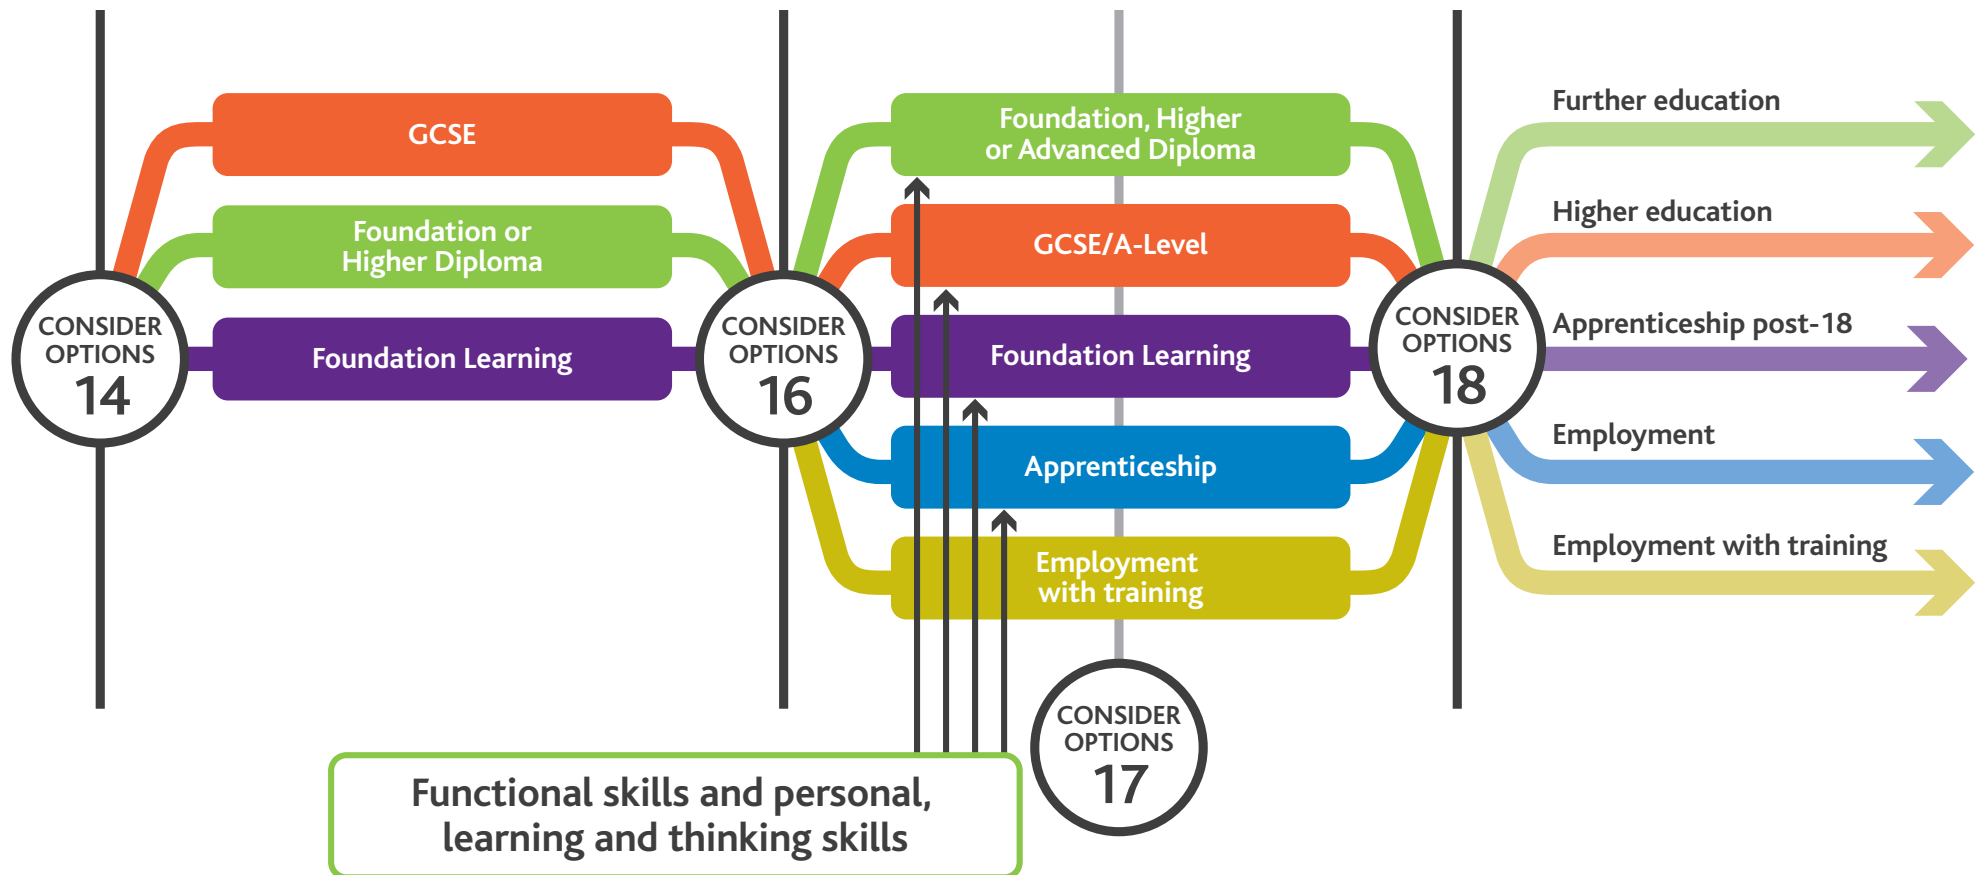 CONSIDER
OPTIONS
14
GCSE
Foundation or
Higher Diploma
Foundation Learning
CONSIDER
OPTIONS
16
Foundation, Higher
or Advanced Diploma
GCSE/A-Level
Foundation Learning
Apprenticeship
Employment
with training
CONSIDER
OPTIONS
17
CONSIDER
OPTIONS
18
Further education
Higher education
Apprenticeship post-18
Employment
Employment with training
Functional skills and personal,
learning and thinking skills